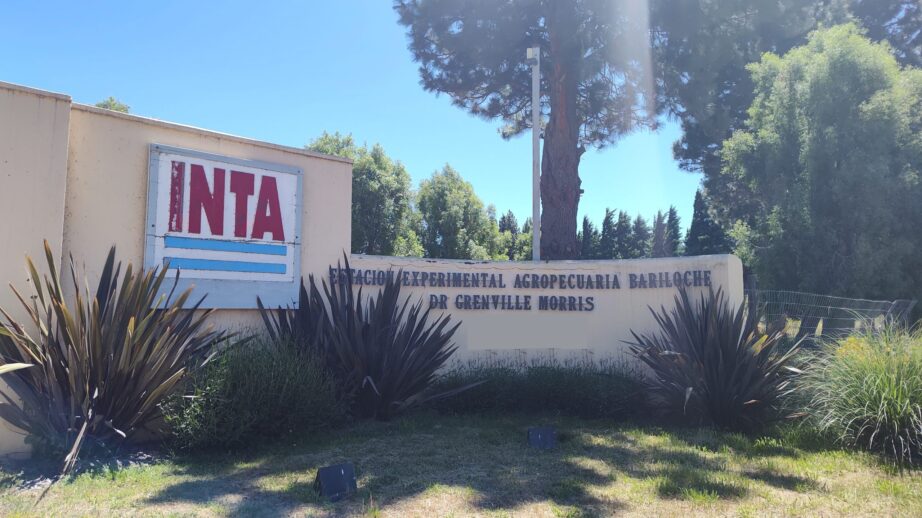 INTA
ESTACION EXPERIMENTAL AGROPECUARIA BARILOCHE
DR GRENVILLE MORRIS